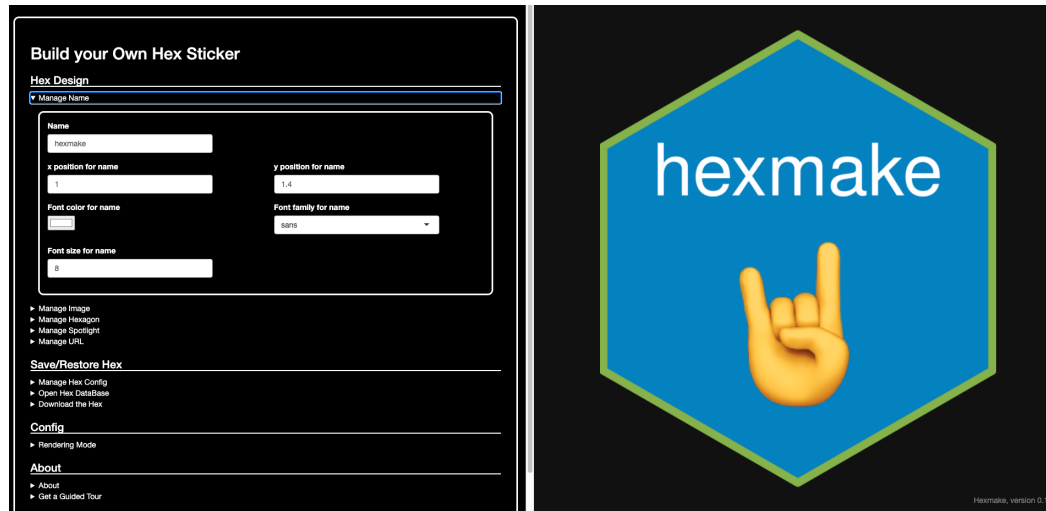 Build your Own Hex Sticker
Hex Design
Manage Name
Name
hexmake
x position for name
y position for name
1
1.4
Font color for name
Font family for name
sans
Font size for name
8
Manage Image
Manage Hexagon
Manage Spotlight
Manage URL
Save/Restore Hex
Manage Hex Config
Open Hex DataBase
Download the Hex
Config
Rendering Mode
About
About
Get a Guided Tour
hexmake
Hexmake, version 0.1